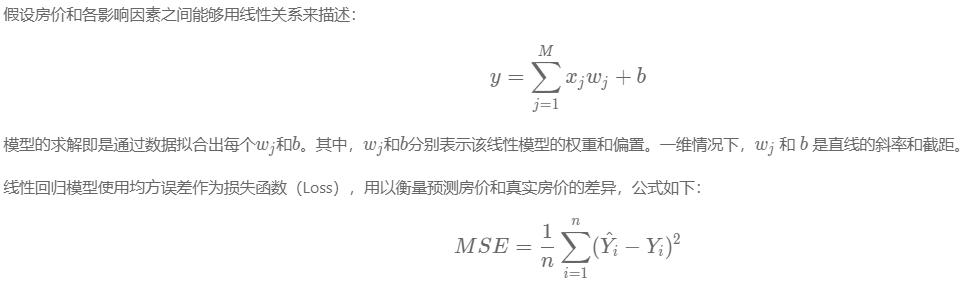 假设房价和各影响因素之间能够用线性关系来描述：
$$y = \sum_{j=1}^{M} x_j w_j + b$$
模型的求解即是通过数据拟合出每个$w_j$和$b$。其中，$w_j$和$b$分别表示该线性模型的权重和偏置。一维情况下，$w_j$ 和 $b$ 是直线的斜率和截距。
线性回归模型使用均方误差作为损失函数（Loss），用以衡量预测房价和真实房价的差异，公式如下：
$$MSE = \frac{1}{n} \sum_{i=1}^{n} (\hat{Y}_i - Y_i)^2$$